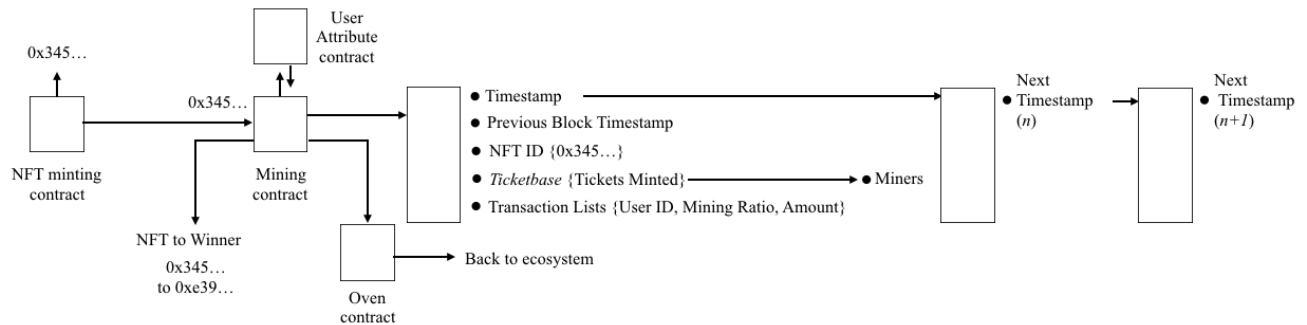 User
Attribute
contract
0x345…
0x345…
NFT minting
contract
Mining
contract
NFT to Winner
0x345…
to 0xe39…
Oven
contract
Back to ecosystem
● Timestamp
● Previous Block Timestamp
● NFT ID {0x345…}
● Ticketbase {Tickets Minted}
● Miners
● Transaction Lists {User ID, Mining Ratio, Amount}
Next
● Timestamp
(n)
Next
● Timestamp
(n+1)